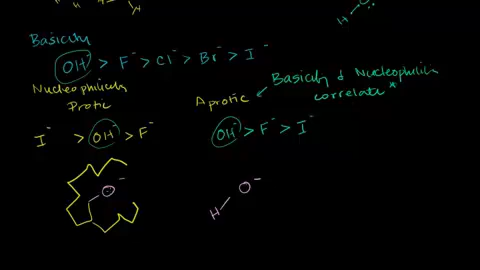 H
H O
Basicity
OH⁻ > F⁻ > Cl⁻ > Br⁻ > I⁻
Nucleophilicity
Protic
Aprotic
Basicity & Nucleophilicity
correlate *
I⁻ > OH⁻ > F⁻
OH⁻ > F⁻ > I⁻
O⁻
H O⁻